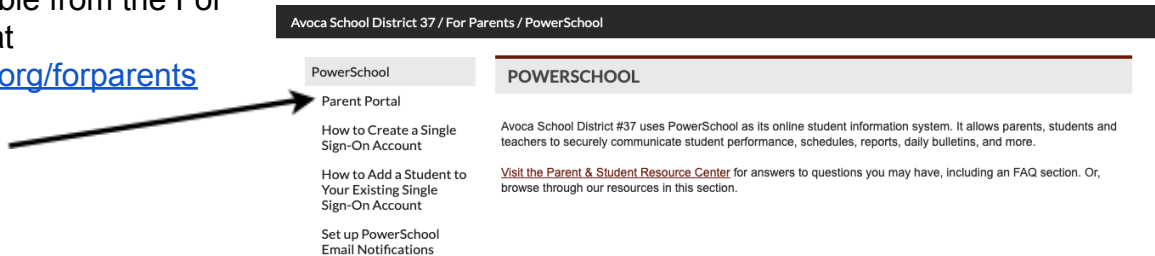 ble from the For
at
org/forparents
Avoca School District 37 / For Parents / PowerSchool
PowerSchool
Parent Portal
How to Create a Single
Sign-On Account
How to Add a Student to
Your Existing Single
Sign-On Account
Set up PowerSchool
Email Notifications
POWERSCHOOL
Avoca School District #37 uses PowerSchool as its online student information system. It allows parents, students and
teachers to securely communicate student performance, schedules, reports, daily bulletins, and more.
Visit the Parent & Student Resource Center for answers to questions you may have, including an FAQ section. Or,
browse through our resources in this section.